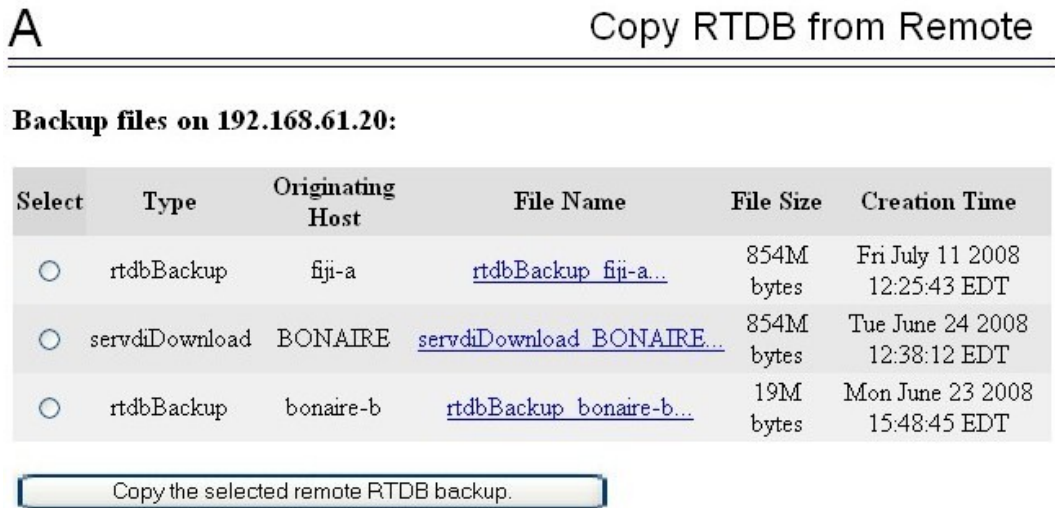 A Copy RTDB from Remote
Backup files on 192.168.61.20:
Select Type Originating Host File Name File Size Creation Time
rtdbBackup fiji-a rtdbBackup_fiji-a... 854M bytes Fri July 11 2008 12:25:43 EDT
servdiDownload BONAIRE servdiDownload_BONAIRE... 854M bytes Tue June 24 2008 12:38:12 EDT
rtdbBackup bonaire-b rtdbBackup_bonaire-b... 19M bytes Mon June 23 2008 15:48:45 EDT
Copy the selected remote RTDB backup.